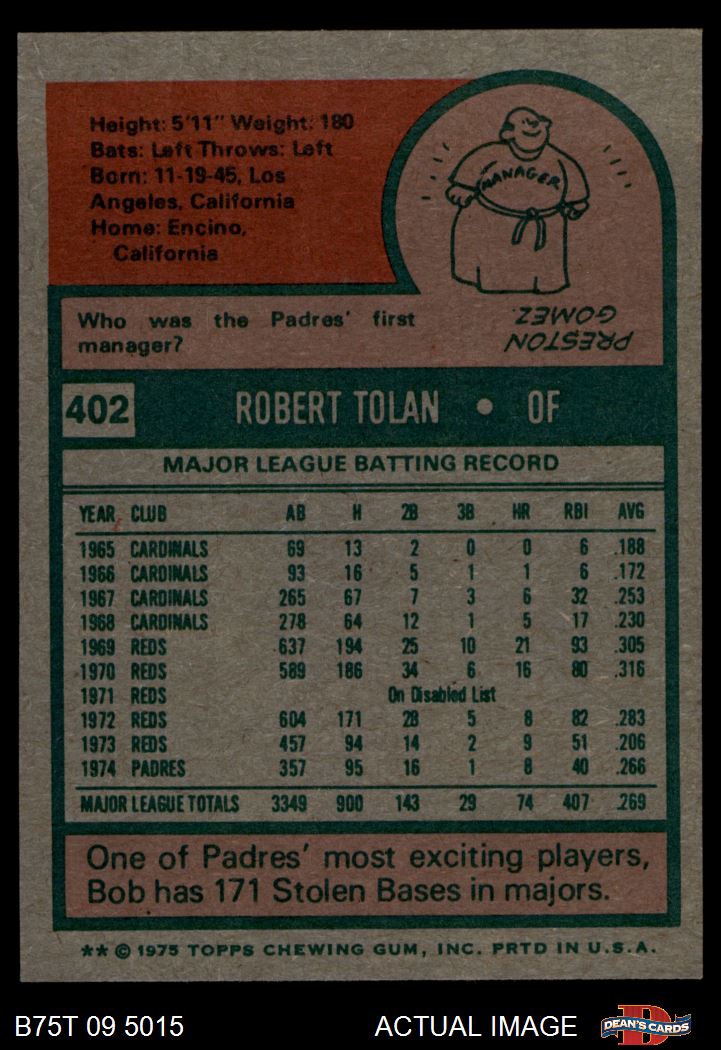 Height: 5'11" Weight: 180
Bats: Left Throws: Left
Born: 11-19-45, Los
Angeles, California
Home: Encino,
California
MANAGER
Who was the Padres' first
manager?
PRESTON
GOMEZ.
402 ROBERT TOLAN • OF
MAJOR LEAGUE BATTING RECORD
YEAR CLUB AB H 2B 3B HR RBI AVG
1965 CARDINALS 69 13 2 0 0 6 .188
1966 CARDINALS 93 16 5 1 1 6 .172
1967 CARDINALS 265 67 7 3 6 32 .253
1968 CARDINALS 278 64 12 1 5 17 .230
1969 REDS 637 194 25 10 21 93 .305
1970 REDS 589 186 34 6 16 80 .316
1971 REDS On Disabled List
1972 REDS 604 171 28 5 8 82 .283
1973 REDS 457 94 14 2 9 51 .206
1974 PADRES 357 95 16 1 8 40 .266
MAJOR LEAGUE TOTALS 3349 900 143 29 74 407 .269
One of Padres' most exciting players,
Bob has 171 Stolen Bases in majors.
** © 1975 TOPPS CHEWING GUM, INC. PRTD IN U.S.A.
B75T 09 5015 ACTUAL IMAGE DEAN'S CARDS